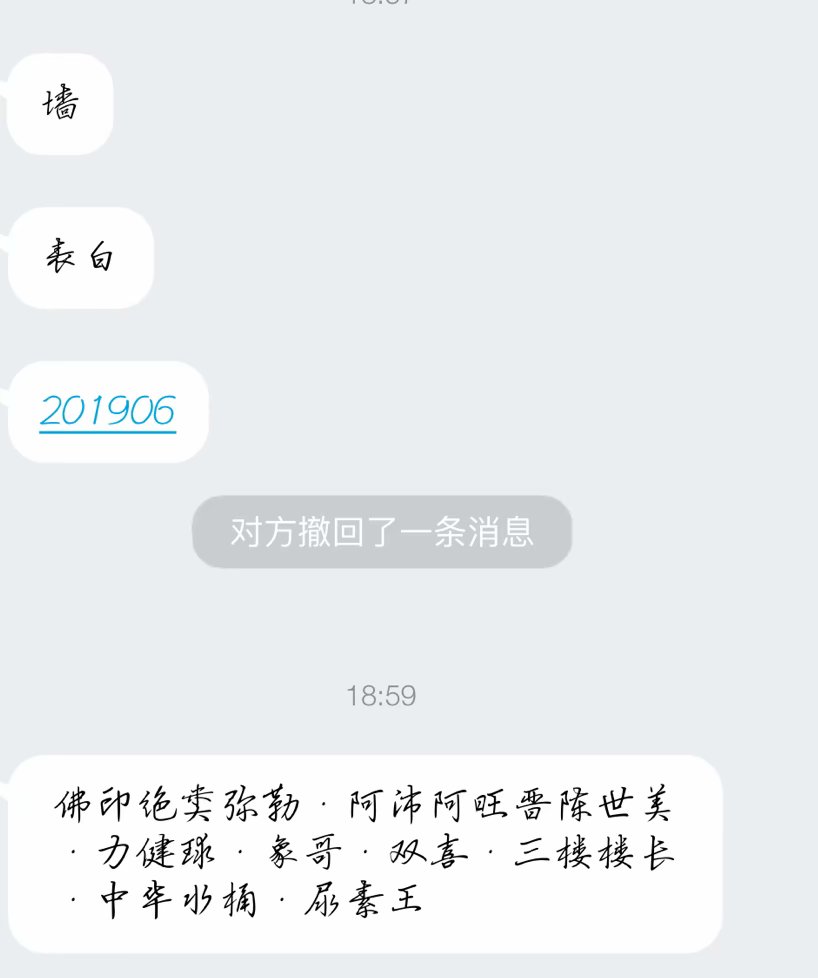 墙
表白
201906
对方撤回了一条消息
18:59
佛印绝类弥勒·阿沛阿旺晋陈世美
·力健球·象哥·双喜·三楼楼长
·中华水桶·尿素王